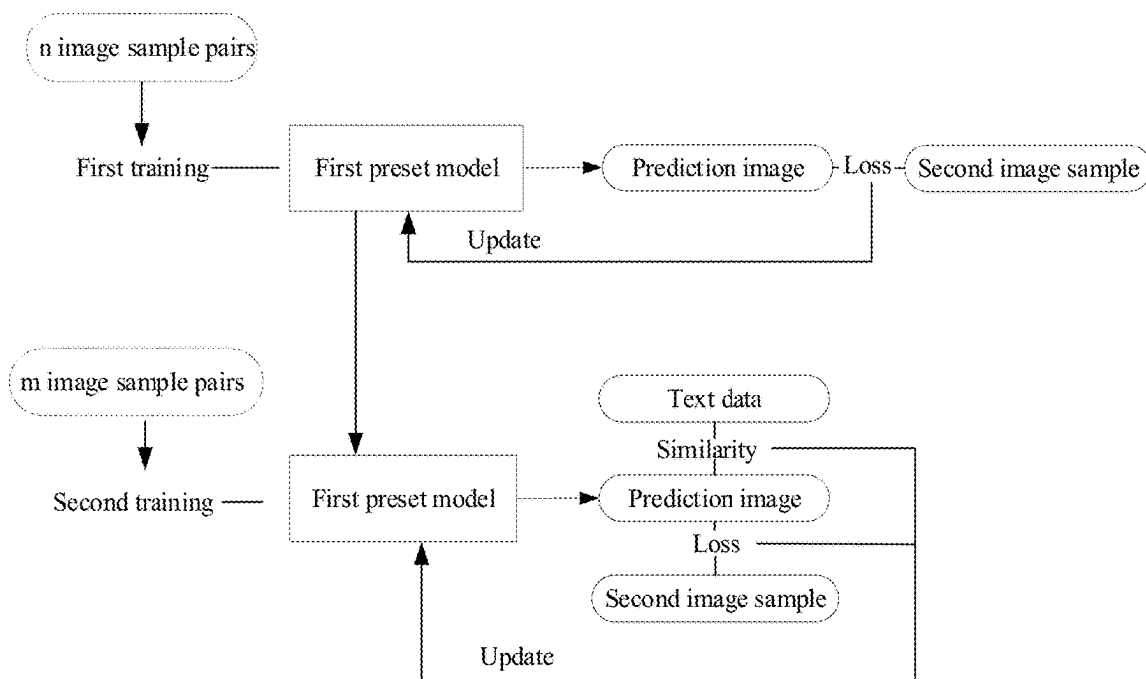 n image sample pairs
First training
First preset model
Prediction image
Loss
Second image sample
Update
m image sample pairs
Text data
Similarity
Second training
First preset model
Prediction image
Loss
Second image sample
Update